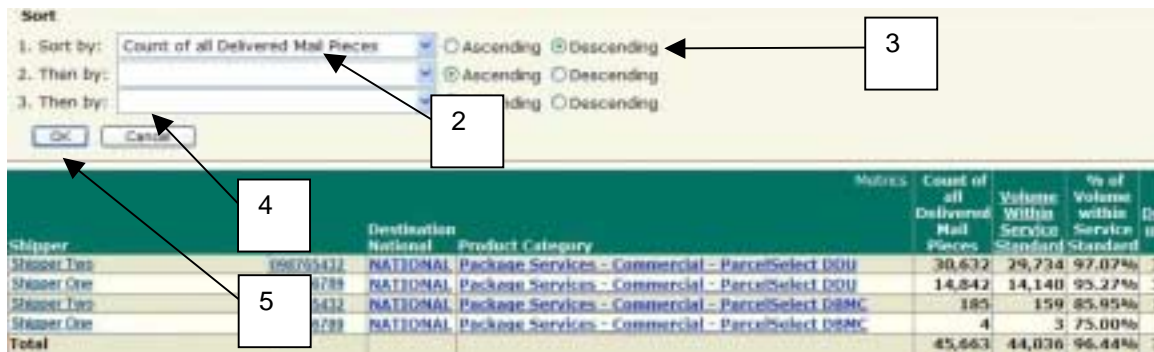 Sort
1. Sort by: Count of all Delivered Mail Pieces Ascending Descending
3
2. Then by: Ascending Descending
3. Then by: Descending
2
OK Cancel
4
5
Metrics
Shipper Destination National Product Category Count of all Delivered Mail Pieces Volume Within Service Standard % of Volume within Service Standard
Shipper Two 098765432 NATIONAL Package Services - Commercial - ParcelSelect DDU 30,632 29,734 97.07%
Shipper One 6789 NATIONAL Package Services - Commercial - ParcelSelect DDU 14,842 14,140 95.27%
Shipper Two 5432 NATIONAL Package Services - Commercial - ParcelSelect DBMC 185 159 85.95%
Shipper One 6789 NATIONAL Package Services - Commercial - ParcelSelect DBMC 4 3 75.00%
Total 45,663 44,036 96.44%